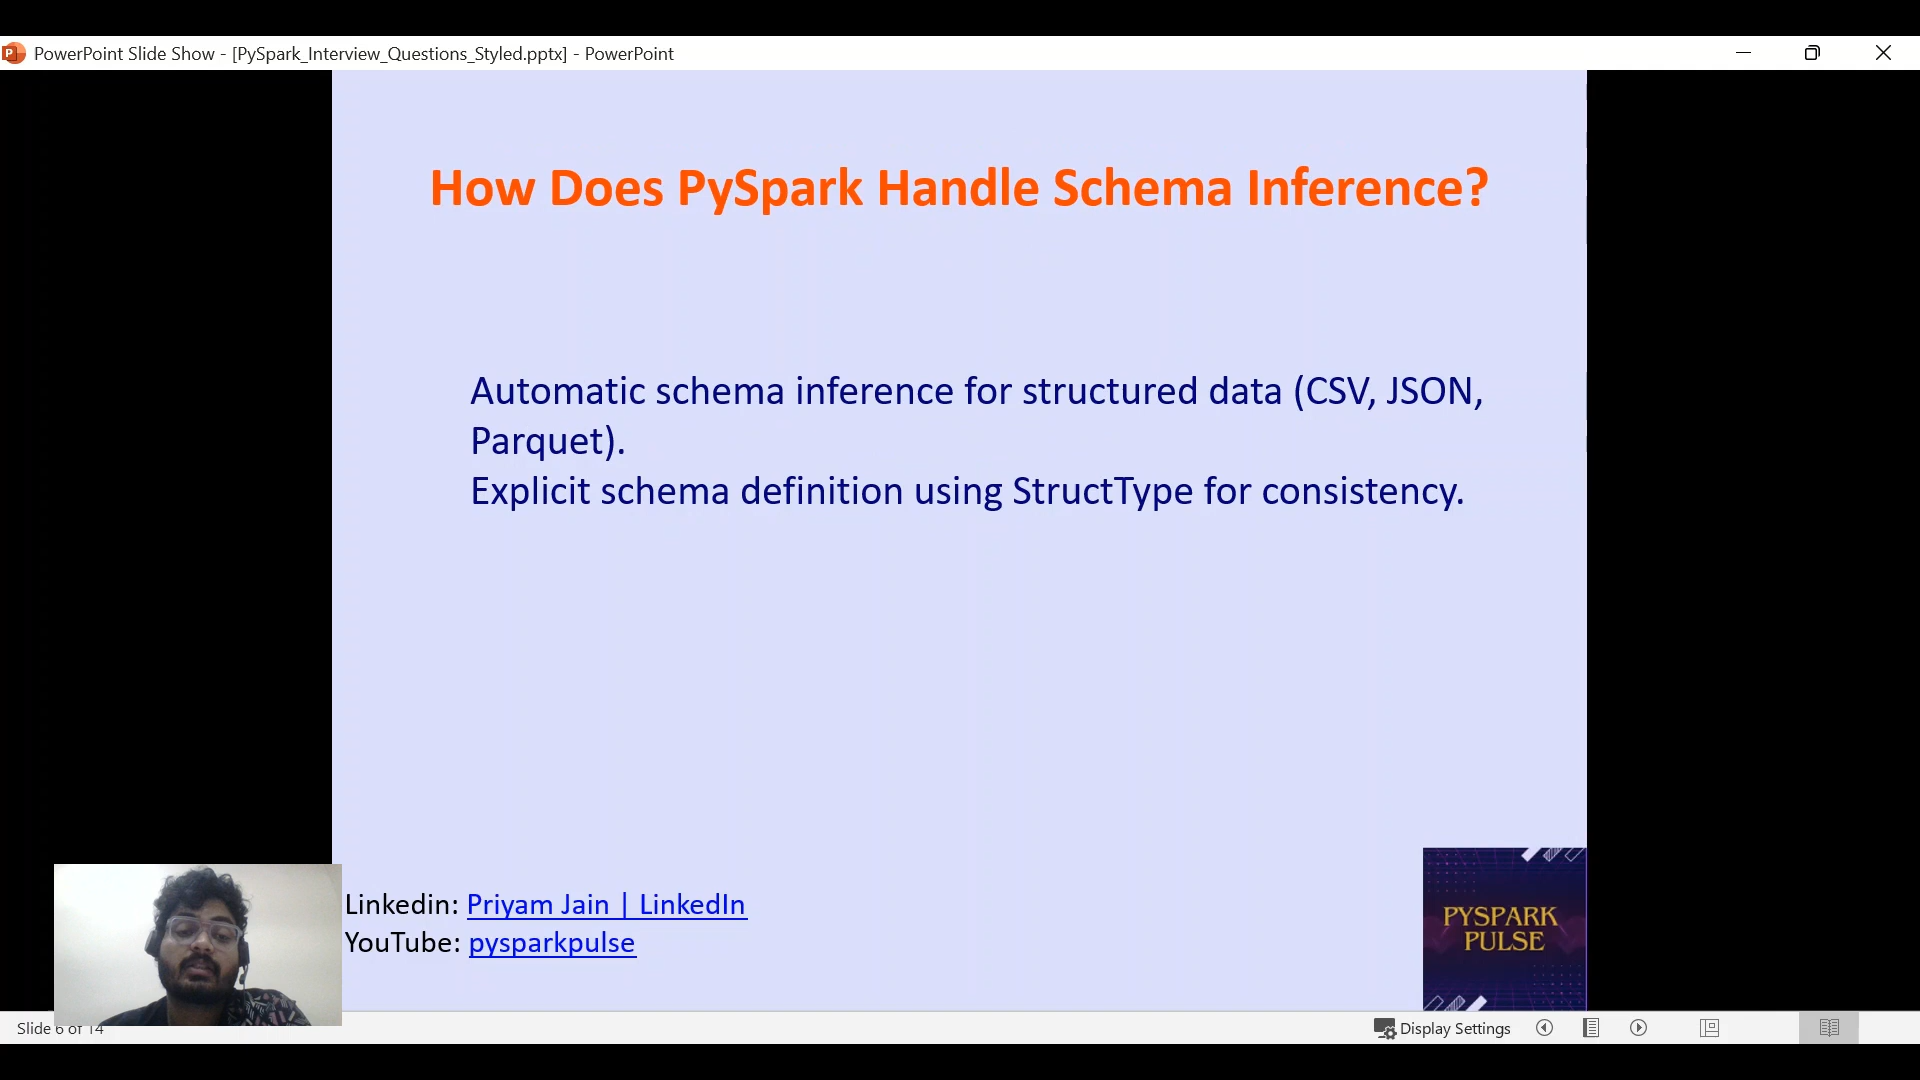 PowerPoint Slide Show - [PySpark_Interview_Questions_Styled.pptx] - PowerPoint
How Does PySpark Handle Schema Inference?
Automatic schema inference for structured data (CSV, JSON,
Parquet).
Explicit schema definition using StructType for consistency.
Linkedin: Priyam Jain | LinkedIn
YouTube: pysparkpulse
PYSPARK
PULSE
Slide 6 of 14
Display Settings